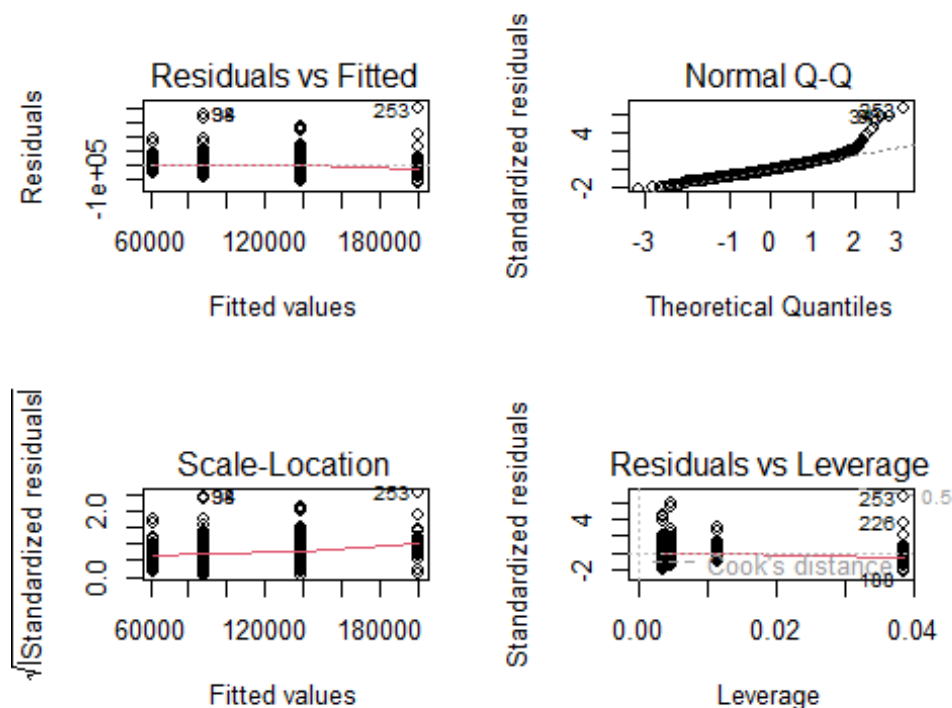 Residuals vs Fitted
Residuals
-1e+05
253
60000 120000 180000
Fitted values
Normal Q-Q
Standardized residuals
-2 4
253
-3 -1 0 1 2 3
Theoretical Quantiles
Scale-Location
√|Standardized residuals|
0.0 2.0
253
60000 120000 180000
Fitted values
Residuals vs Leverage
Standardized residuals
-2 4
253
0.5
226
Cook's distance
0.00 0.02 0.04
Leverage